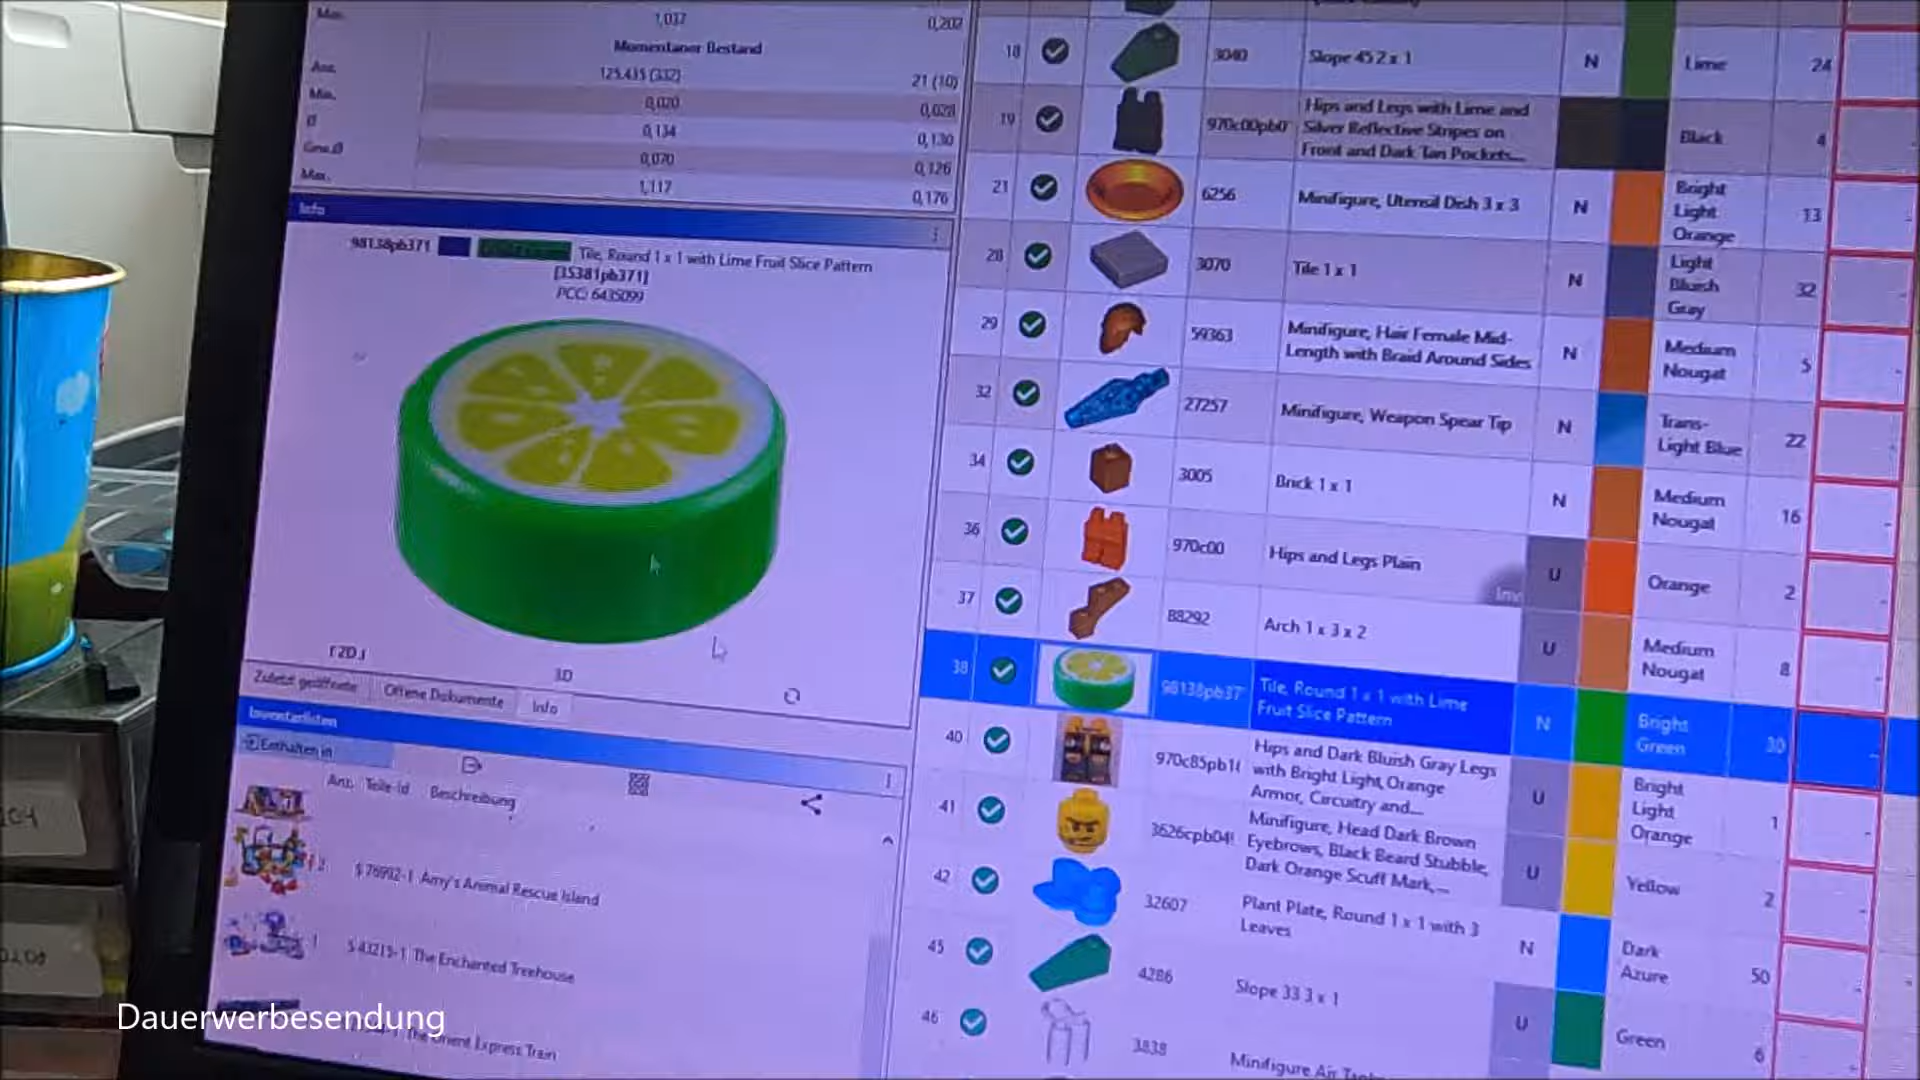 Max.
1,037
0,202
Momentaner Bestand
Anz.
125.435 (332)
21 (10)
Min.
0,020
0,028
Ø
0,134
0,130
Gew.Ø
0,070
0,126
Max.
1,117
0,176
Info
98138pb371
Tile, Round 1 x 1 with Lime Fruit Slice Pattern
[35381pb371]
PCC: 6435099
[ 2D ]
3D
Zuletzt geöffnete
Offene Dokumente
Info
Inventarlisten
Enthalten in
Anz. Teile-Id Beschreibung
2 S 76992-1 Amy's Animal Rescue Island
1 S 43215-1 The Enchanted Treehouse
The Orient Express Train
18 3040 Slope 45 2 x 1 N Lime 24
19 970c00pb0 Hips and Legs with Lime and
Silver Reflective Stripes on
Front and Dark Tan Pockets...
Black 4
21 6256 Minifigure, Utensil Dish 3 x 3 N Bright
Light
Orange
13
28 3070 Tile 1 x 1 N Light
Bluish
Gray
32
29 59363 Minifigure, Hair Female Mid-
Length with Braid Around Sides
N Medium
Nougat
5
32 27257 Minifigure, Weapon Spear Tip N Trans-
Light Blue
22
34 3005 Brick 1 x 1 N Medium
Nougat
16
36 970c00 Hips and Legs Plain U Orange 2
Inv
37 88292 Arch 1 x 3 x 2 U Medium
Nougat
8
38 98138pb37 Tile, Round 1 x 1 with Lime
Fruit Slice Pattern
N Bright
Green
30
40 970c85pb1 Hips and Dark Bluish Gray Legs
with Bright Light Orange
Armor, Circuitry and...
U Bright
Light
Orange
1
41 3626cpb04 Minifigure, Head Dark Brown
Eyebrows, Black Beard Stubble,
Dark Orange Scuff Mark,...
U Yellow 2
42 32607 Plant Plate, Round 1 x 1 with 3
Leaves
N Dark
Azure
50
45 4286 Slope 33 3 x 1 U Green 6
46 3838 Minifigure Air
Dauerwerbesendung